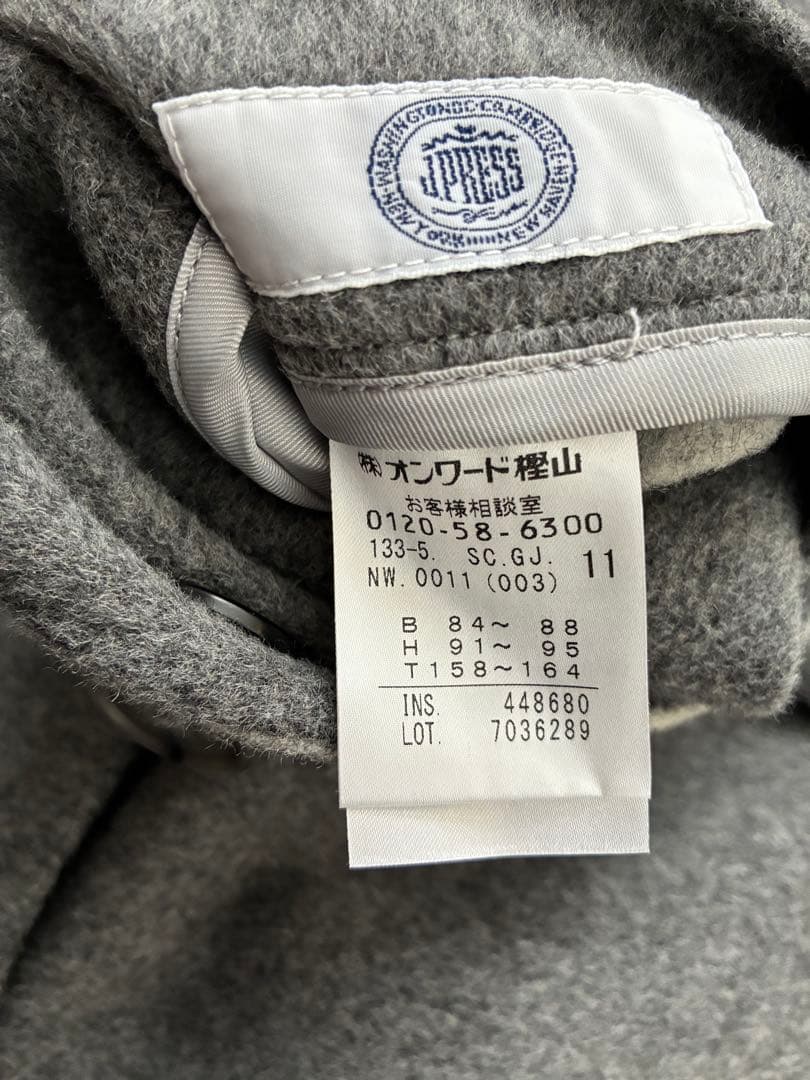 WASHINGTONDC·CAMBRIDGE
J.PRESS
NEW YORK
NEW HAVEN
(株)オンワード樫山
お客様相談室
0120-58-6300
133-5. SC.GJ. 11
NW.0011(003)
B 84～ 88
H 91～ 95
T158～164
INS. 448680
LOT. 7036289